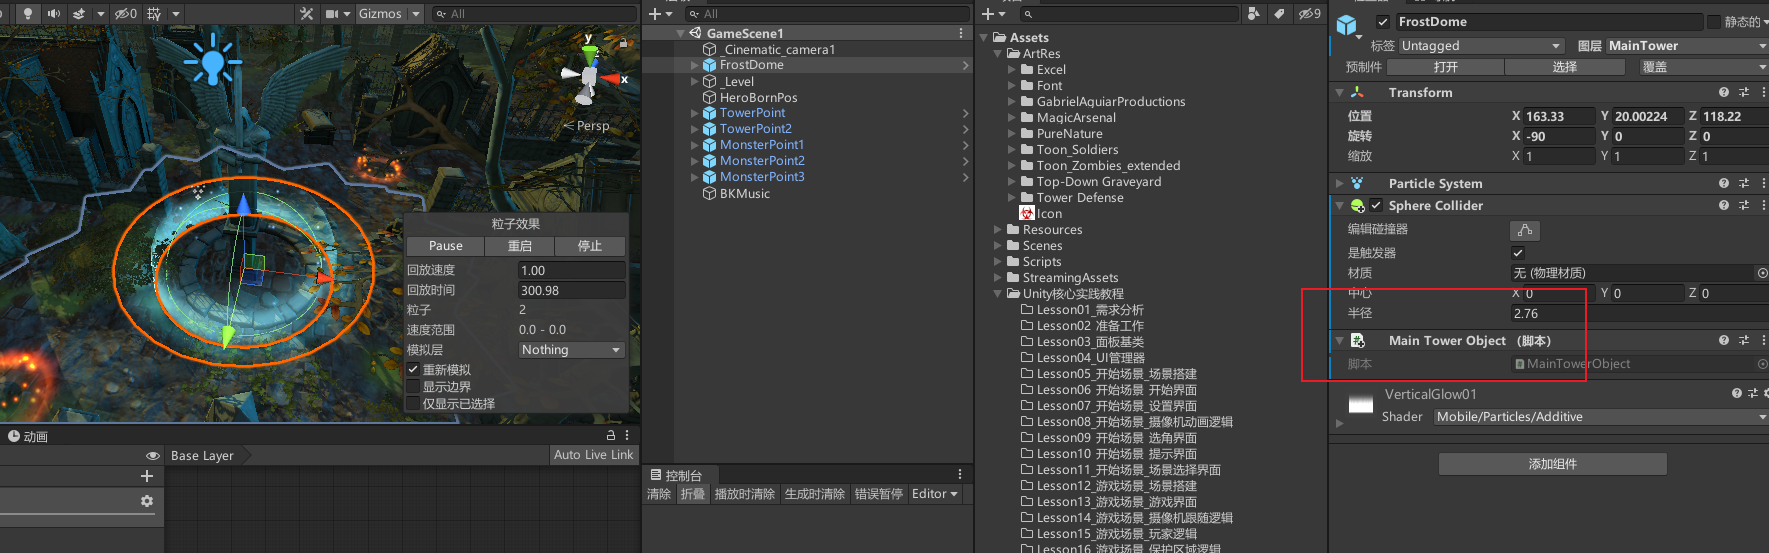 Gizmos
All
0
y
x
Persp
粒子效果
Pause
重启
停止
回放速度
1.00
回放时间
300.98
粒子
2
速度范围
0.0 - 0.0
模拟层
Nothing
重新模拟
显示边界
仅显示已选择
动画
Base Layer
Auto Live Link
All
GameScene1
_Cinematic_camera1
FrostDome
_Level
HeroBornPos
TowerPoint
TowerPoint2
MonsterPoint1
MonsterPoint2
MonsterPoint3
BKMusic
控制台
清除
折叠
播放时清除
生成时清除
错误暂停
Editor
9
Assets
ArtRes
Excel
Font
GabrielAguiarProductions
MagicArsenal
PureNature
Toon_Soldiers
Toon_Zombies_extended
Top-Down Graveyard
Tower Defense
Icon
Resources
Scenes
Scripts
StreamingAssets
Unity核心实践教程
Lesson01_需求分析
Lesson02_准备工作
Lesson03_面板基类
Lesson04_UI管理器
Lesson05_开始场景_场景搭建
Lesson06_开始场景_开始界面
Lesson07_开始场景_设置界面
Lesson08_开始场景_摄像机动画逻辑
Lesson09_开始场景_选角界面
Lesson10_开始场景_提示界面
Lesson11_开始场景_场景选择界面
Lesson12_游戏场景_场景搭建
Lesson13_游戏场景_游戏界面
Lesson14_游戏场景_摄像机跟随逻辑
Lesson15_游戏场景_玩家逻辑
Lesson16_游戏场景_保护区域逻辑
FrostDome
静态的
标签 Untagged
图层 MainTower
预制件 打开 选择 覆盖
Transform
位置 X 163.33 Y 20.00224 Z 118.22
旋转 X -90 Y 0 Z 0
缩放 X 1 Y 1 Z 1
Particle System
Sphere Collider
编辑碰撞器
是触发器
材质 无 (物理材质)
中心 X 0 Y 0 Z 0
半径 2.76
Main Tower Object （脚本）
脚本 MainTowerObject
VerticalGlow01
Shader Mobile/Particles/Additive
添加组件